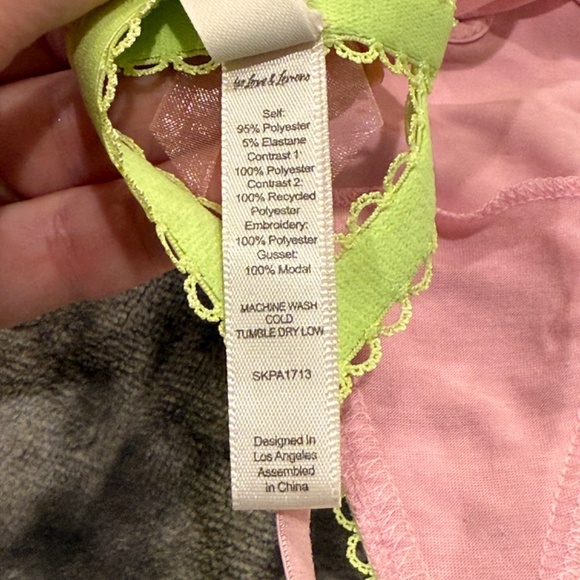 for Love & Lemons
Self:
95% Polyester
5% Elastane
Contrast 1:
100% Polyester
Contrast 2:
100% Recycled
Polyester
Embroidery:
100% Polyester
Gusset:
100% Modal
MACHINE WASH
COLD
TUMBLE DRY LOW
SKPA1713
Designed In
Los Angeles
Assembled
in China